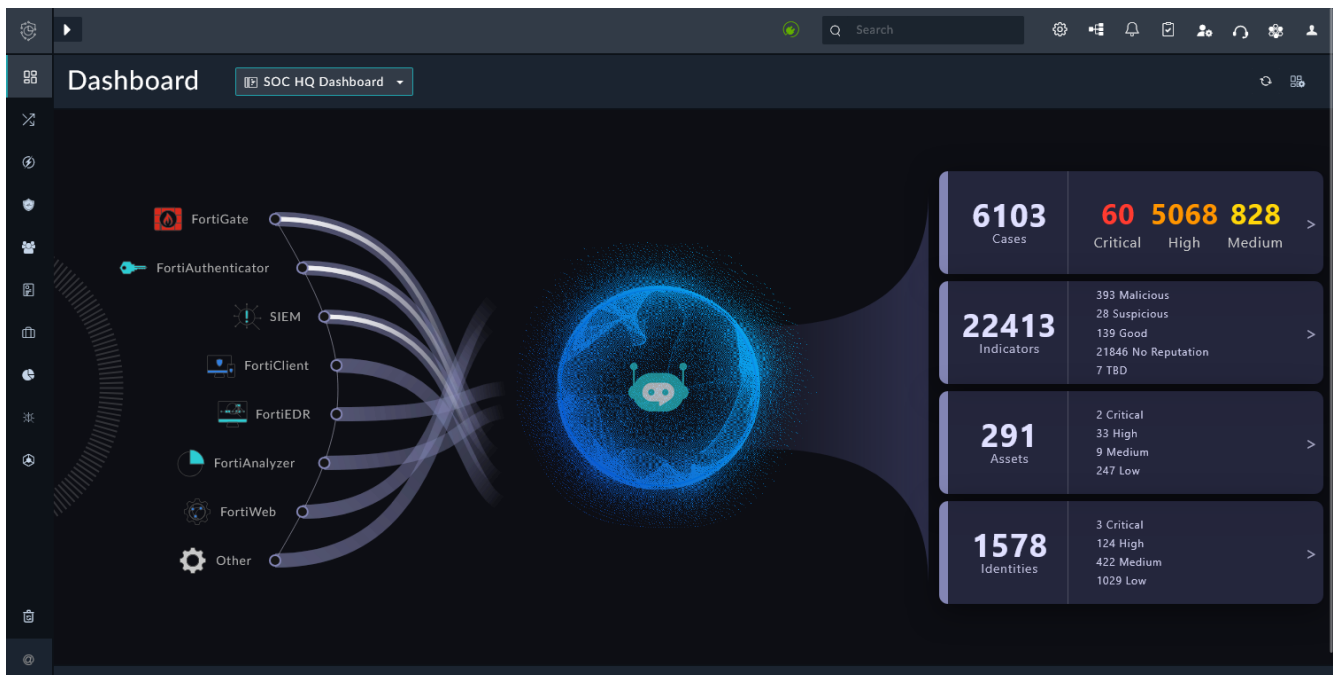 Search
Dashboard
SOC HQ Dashboard
FortiGate
FortiAuthenticator
SIEM
FortiClient
FortiEDR
FortiAnalyzer
FortiWeb
Other
6103
Cases
60 5068 828
Critical High Medium
>
22413
Indicators
393 Malicious
28 Suspicious
139 Good
21846 No Reputation
7 TBD
>
291
Assets
2 Critical
33 High
9 Medium
247 Low
>
1578
Identities
3 Critical
124 High
422 Medium
1029 Low
>
@